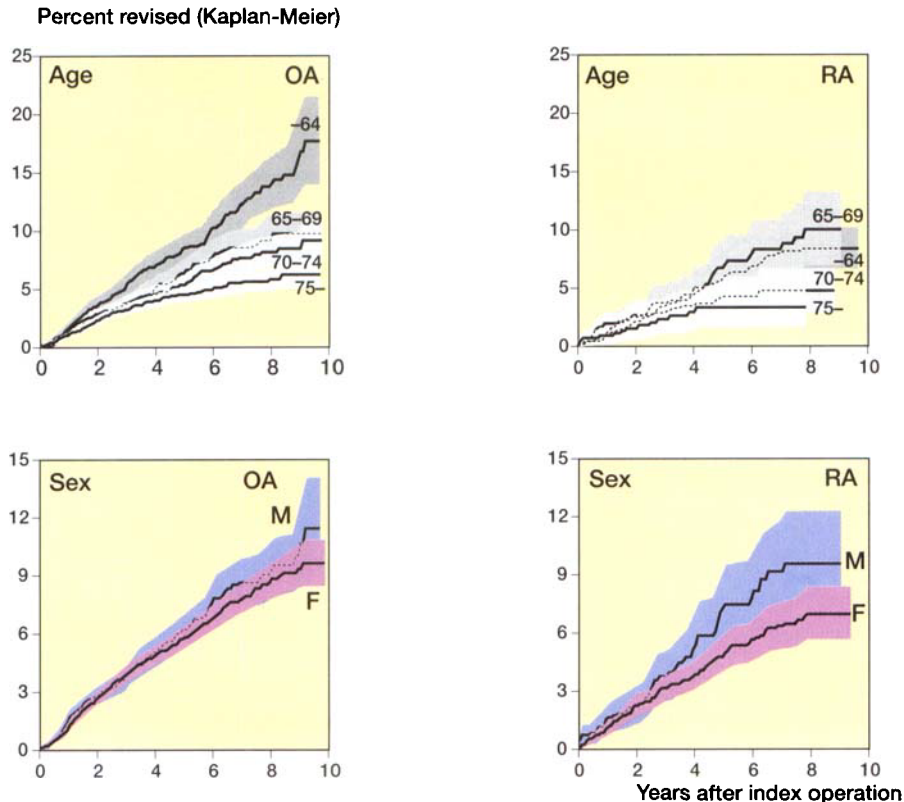 Percent revised (Kaplan-Meier)
25
20
15
10
5
0
Age
OA
–64
65–69
70–74
75–
0 2 4 6 8 10
25
20
15
10
5
0
Age
RA
65–69
–64
70–74
75–
0 2 4 6 8 10
15
12
9
6
3
0
Sex
OA
M
F
0 2 4 6 8 10
15
12
9
6
3
0
Sex
RA
M
F
0 2 4 6 8 10
Years after index operation